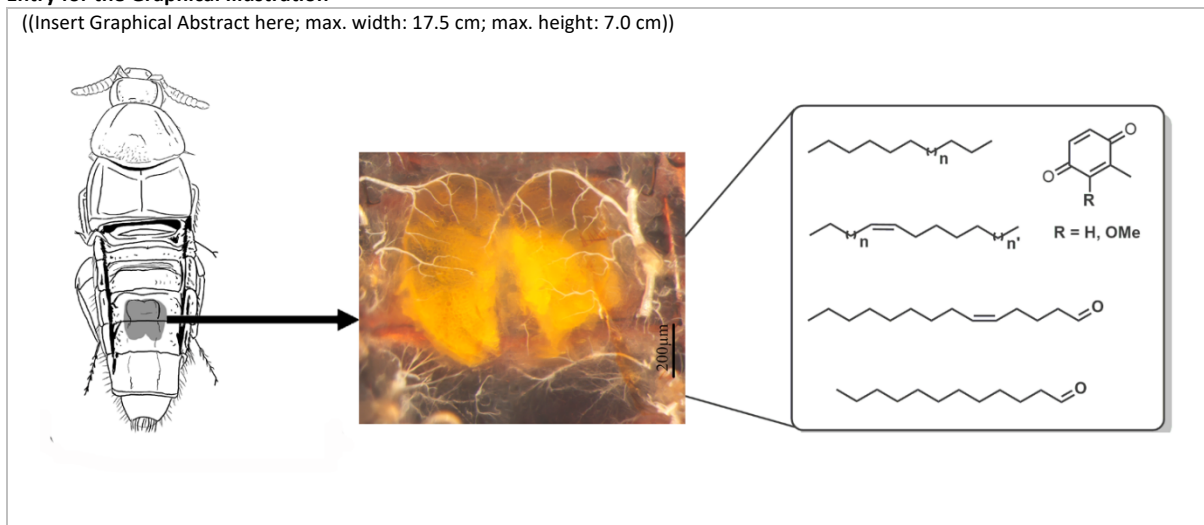 Entry for the Graphical Illustration
((Insert Graphical Abstract here; max. width: 17.5 cm; max. height: 7.0 cm))
n
O
O
R
n
n'
R = H, OMe
O
O
200µm